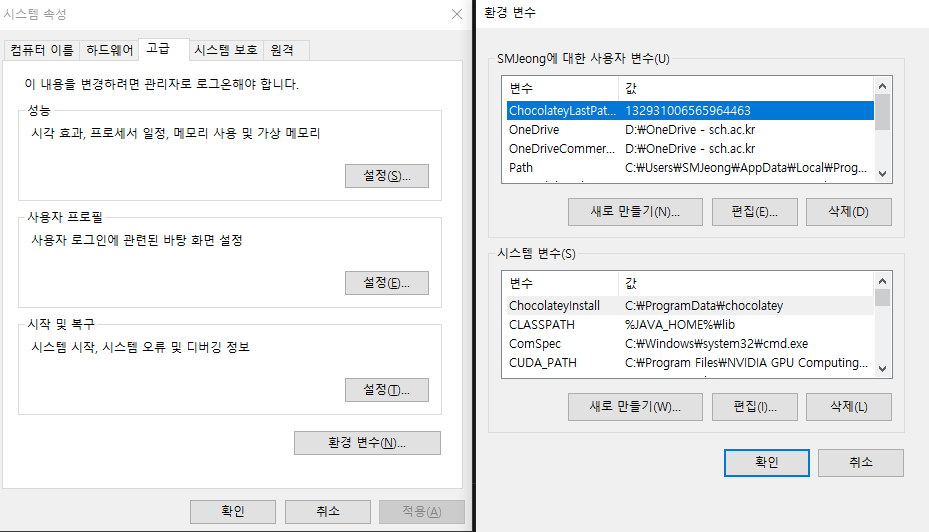 시스템 속성
컴퓨터 이름
하드웨어
고급
시스템 보호
원격
이 내용을 변경하려면 관리자로 로그온해야 합니다.
성능
시각 효과, 프로세서 일정, 메모리 사용 및 가상 메모리
설정(S)...
사용자 프로필
사용자 로그인에 관련된 바탕 화면 설정
설정(E)...
시작 및 복구
시스템 시작, 시스템 오류 및 디버깅 정보
설정(T)...
환경 변수(N)...
확인
취소
적용(A)
환경 변수
SMJeong에 대한 사용자 변수(U)
변수 값
ChocolateyLastPat... 132931006565964463
OneDrive D:₩OneDrive - sch.ac.kr
OneDriveCommer... D:₩OneDrive - sch.ac.kr
Path C:₩Users₩SMJeong₩AppData₩Local₩Prog...
새로 만들기(N)...
편집(E)...
삭제(D)
시스템 변수(S)
변수 값
ChocolateyInstall C:₩ProgramData₩chocolatey
CLASSPATH %JAVA_HOME%₩lib
ComSpec C:₩Windows₩system32₩cmd.exe
CUDA_PATH C:₩Program Files₩NVIDIA GPU Computing...
새로 만들기(W)...
편집(I)...
삭제(L)
확인
취소